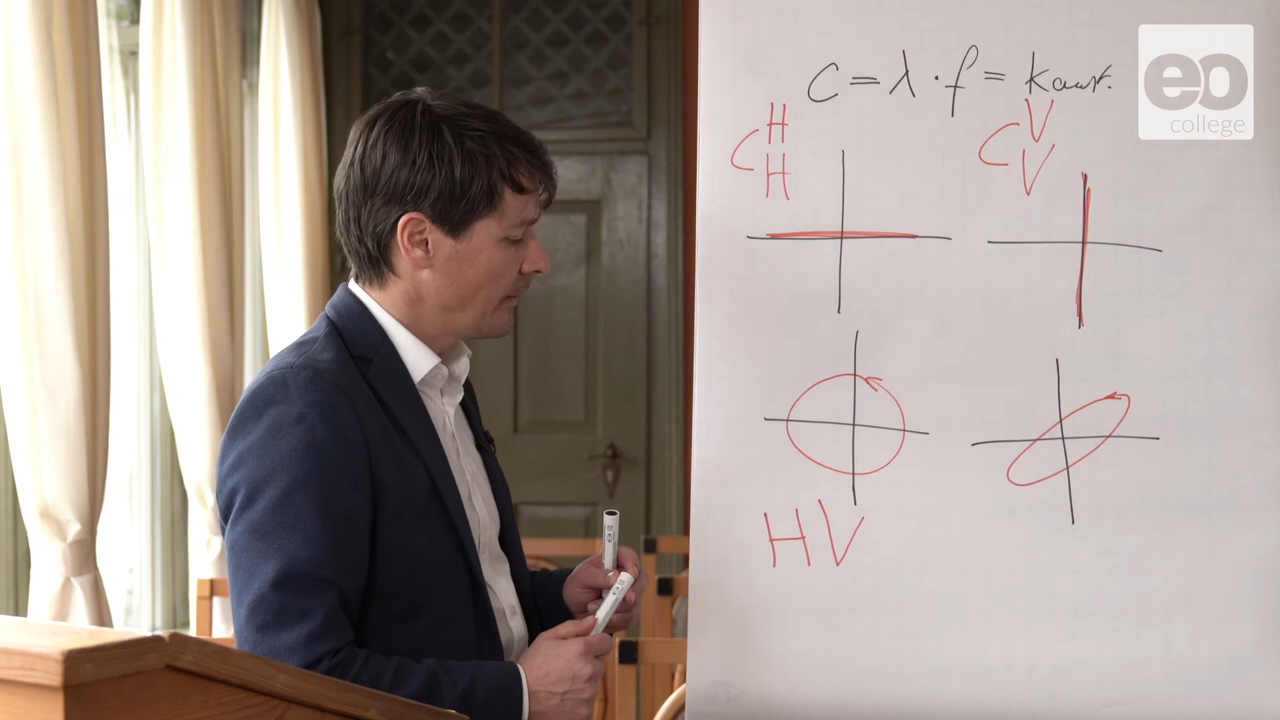 C = λ · f = konst.
eo
college
C H H
C V V
HV